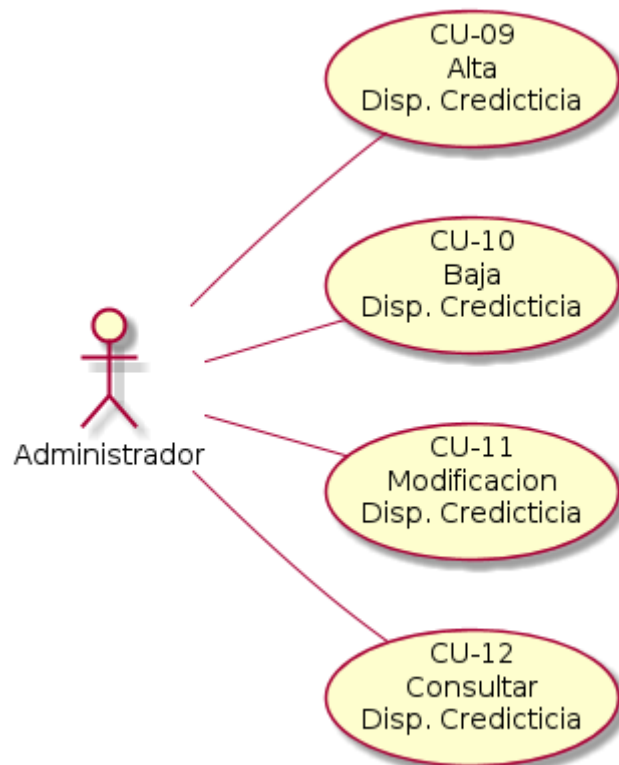 CU-09
Alta
Disp. Credicticia
CU-10
Baja
Disp. Credicticia
Administrador
CU-11
Modificacion
Disp. Credicticia
CU-12
Consultar
Disp. Credicticia